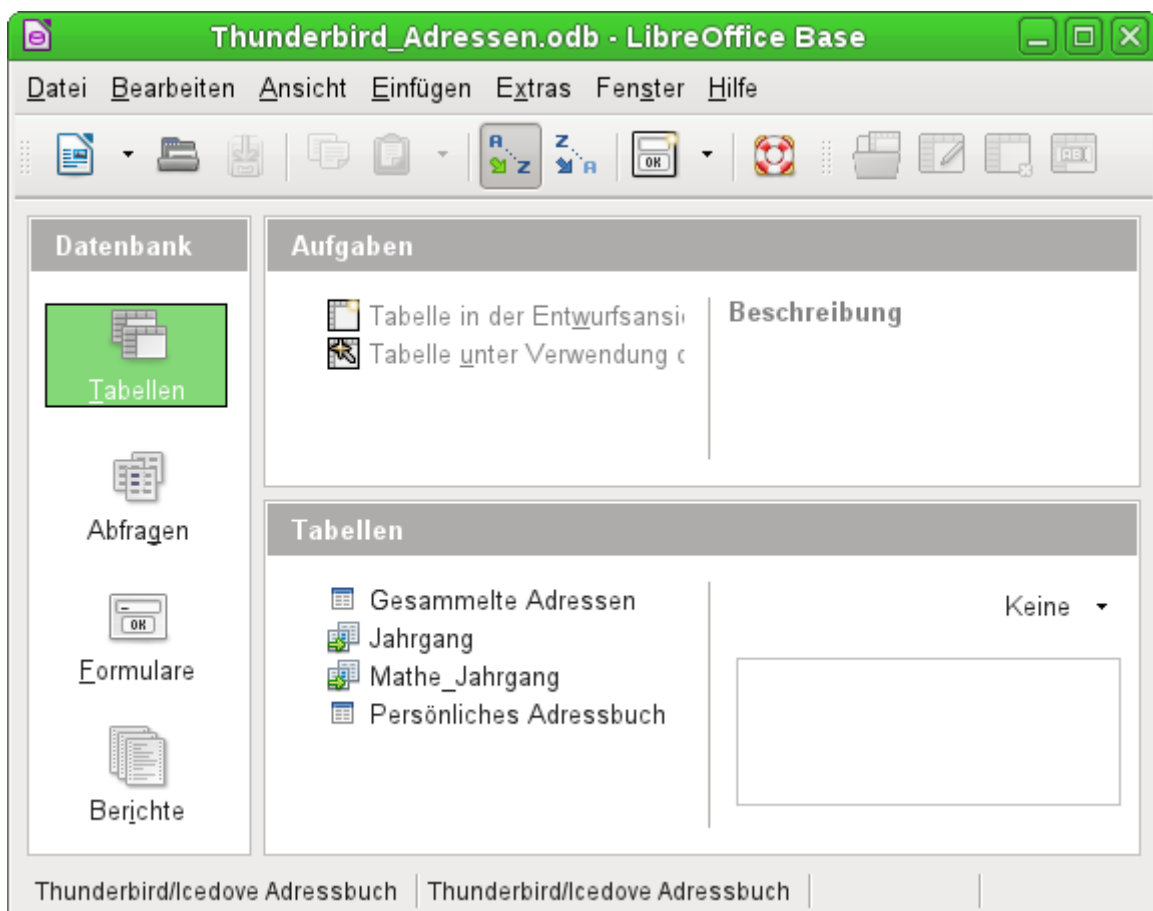 Thunderbird_Adressen.odb - LibreOffice Base
Datei Bearbeiten Ansicht Einfügen Extras Fenster Hilfe
Datenbank
Tabellen
Abfragen
Formulare
Berichte
Aufgaben
Tabelle in der Entwurfsansi
Tabelle unter Verwendung
Beschreibung
Tabellen
Gesammelte Adressen
Jahrgang
Mathe_Jahrgang
Persönliches Adressbuch
Keine
Thunderbird/Icedove Adressbuch Thunderbird/Icedove Adressbuch